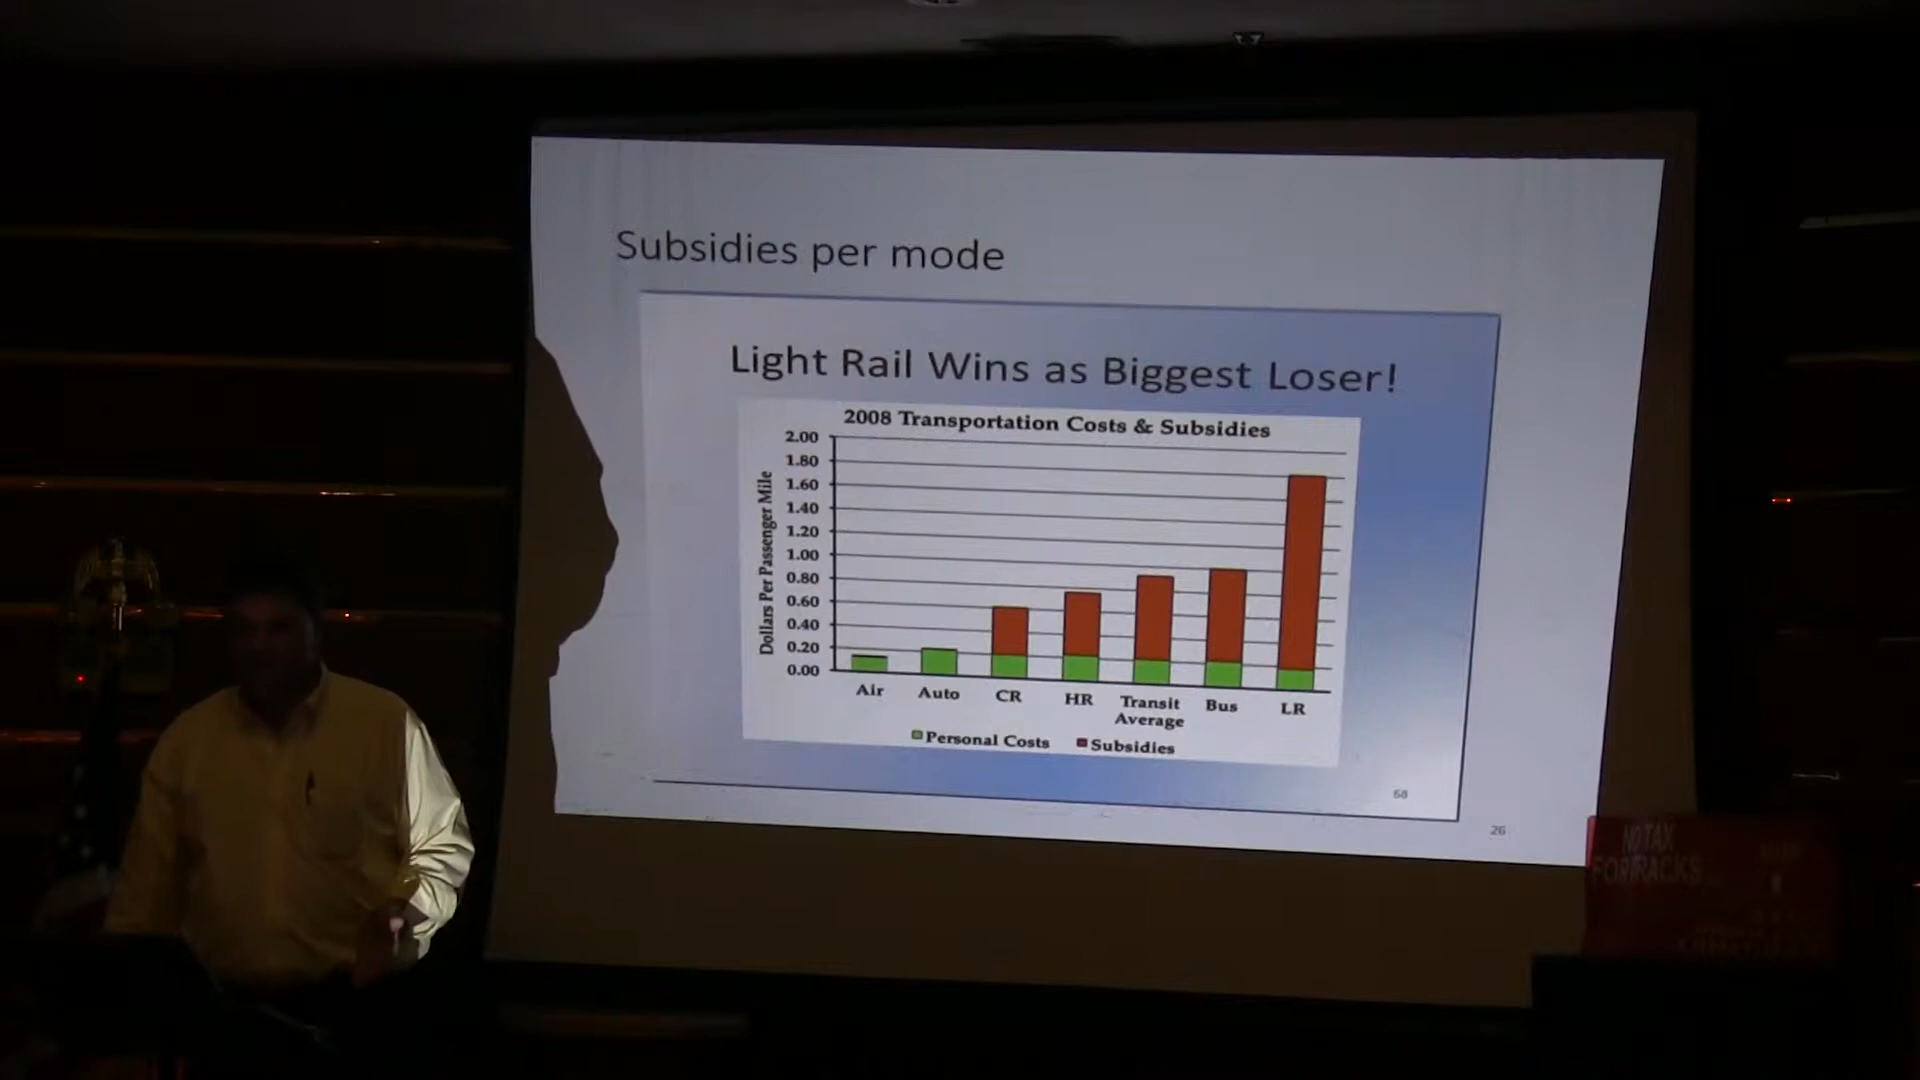 Subsidies per mode
Light Rail Wins as Biggest Loser!
2008 Transportation Costs & Subsidies
Dollars Per Passenger Mile
2.00
1.80
1.60
1.40
1.20
1.00
0.80
0.60
0.40
0.20
0.00
Air
Auto
CR
HR
Transit
Average
Bus
LR
Personal Costs
Subsidies
68
26
NO TAX
FOR TRACKS